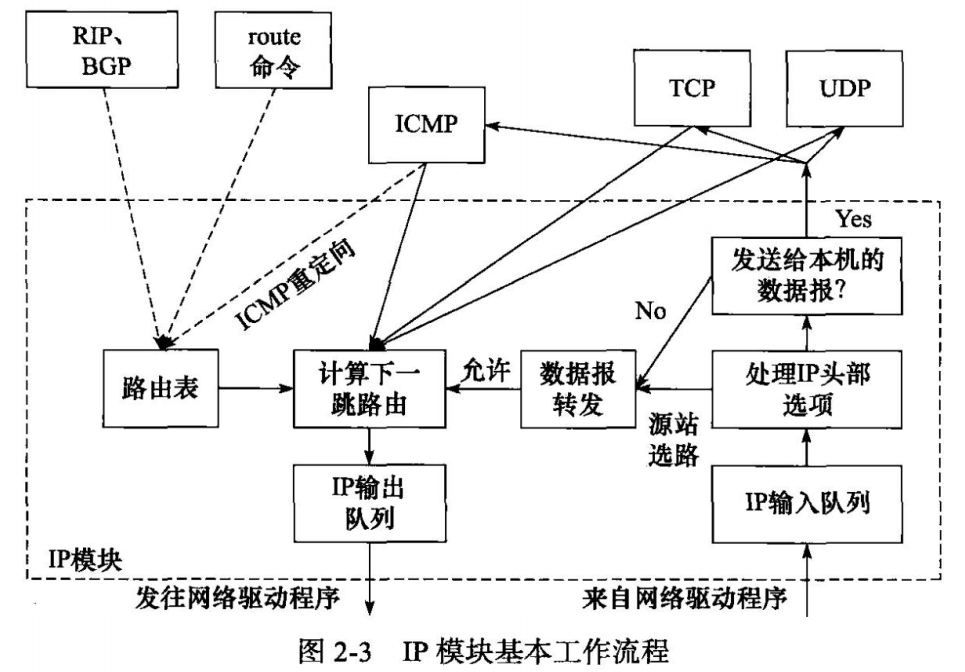 RIP、
BGP
route
命令
ICMP
TCP
UDP
Yes
发送给本机的
数据报?
ICMP重定向
No
路由表
计算下一
跳路由
允许
数据报
转发
处理IP头部
选项
源站
选路
IP输出
队列
IP输入队列
IP模块
发往网络驱动程序
来自网络驱动程序
图 2-3 IP 模块基本工作流程